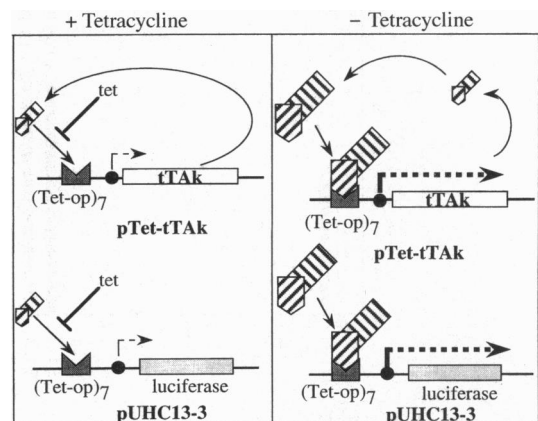 + Tetracycline
− Tetracycline
tet
(Tet-op)7
tTAk
pTet-tTAk
(Tet-op)7
tTAk
pTet-tTAk
tet
(Tet-op)7
luciferase
pUHC13-3
(Tet-op)7
luciferase
pUHC13-3